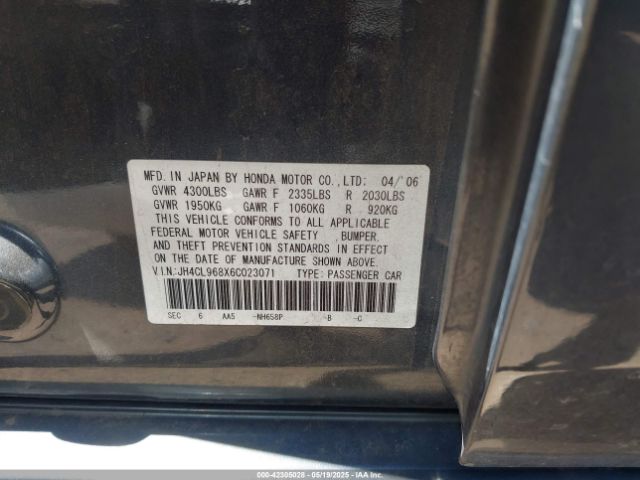 MFD. IN JAPAN BY HONDA MOTOR CO.,LTD: 04/'06
GVWR 4300LBS GAWR F 2335LBS R 2030LBS
GVWR 1950KG GAWR F 1060KG R 920KG
THIS VEHICLE CONFORMS TO ALL APPLICABLE
FEDERAL MOTOR VEHICLE SAFETY ,BUMPER,
AND THEFT PREVENTION STANDARDS IN EFFECT
ON THE DATE OF MANUFACTURE SHOWN ABOVE.
V.I.N:JH4CL968X6C023071 TYPE: PASSENGER CAR
SEC 6 AA5 -NH658P -B -C
000-42305028 - 05/19/2025 - IAAHOLDINGS, LLC